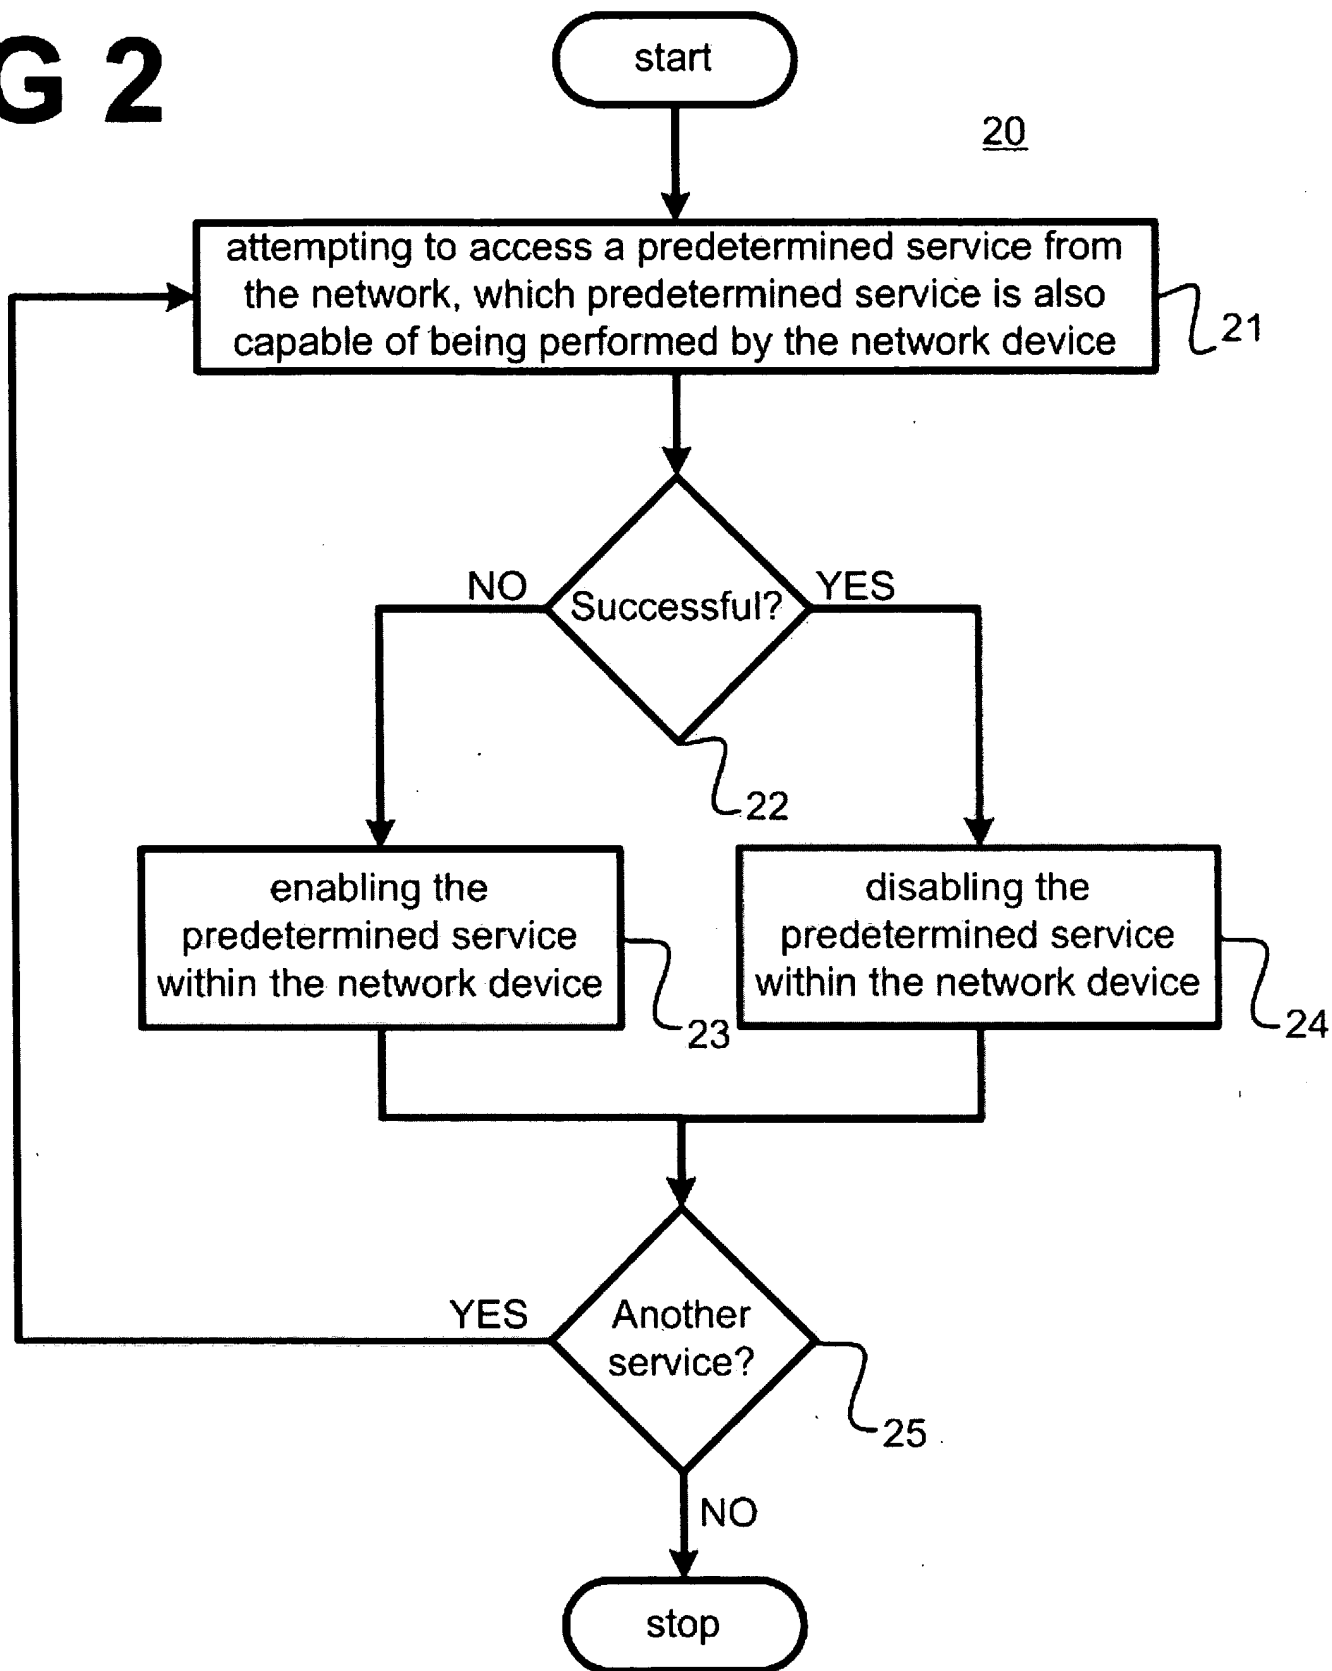 G 2
start
20
attempting to access a predetermined service from
the network, which predetermined service is also
capable of being performed by the network device
21
NO
Successful?
YES
22
enabling the
predetermined service
within the network device
23
disabling the
predetermined service
within the network device
24
YES
Another
service?
25
NO
stop